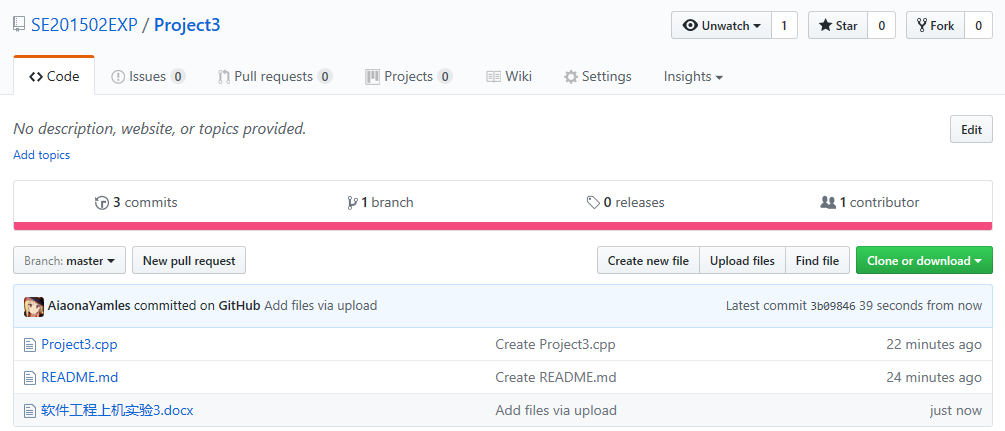 SE201502EXP / Project3
Unwatch 1 Star 0 Fork 0
Code Issues 0 Pull requests 0 Projects 0 Wiki Settings Insights
No description, website, or topics provided.
Edit
Add topics
3 commits 1 branch 0 releases 1 contributor
Branch: master New pull request Create new file Upload files Find file Clone or download
AiaonaYamles committed on GitHub Add files via upload Latest commit 3b09846 39 seconds from now
Project3.cpp Create Project3.cpp 22 minutes ago
README.md Create README.md 24 minutes ago
软件工程上机实验3.docx Add files via upload just now